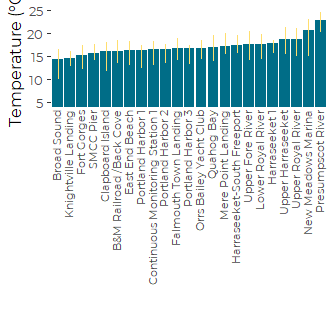 Temperature (°C)
25
20
15
10
5
Broad Sound
Knightville Landing
Fort Gorges
SMCC Pier
Clapboard Island
B&M Railroad /Back Cove
East End Beach
Portland Harbor 1
Continuous Monitoring Station 1
Portland Harbor 2
Falmouth Town Landing
Portland Harbor 3
Orrs Bailey Yacht Club
Quahog Bay
Mere Point Landing
Harraseeket-South Freeport
Upper Fore River
Lower Royal River
Harraseeket 1
Upper Harraseeket
Upper Royal River
New Meadows Marina
Presumpscot River